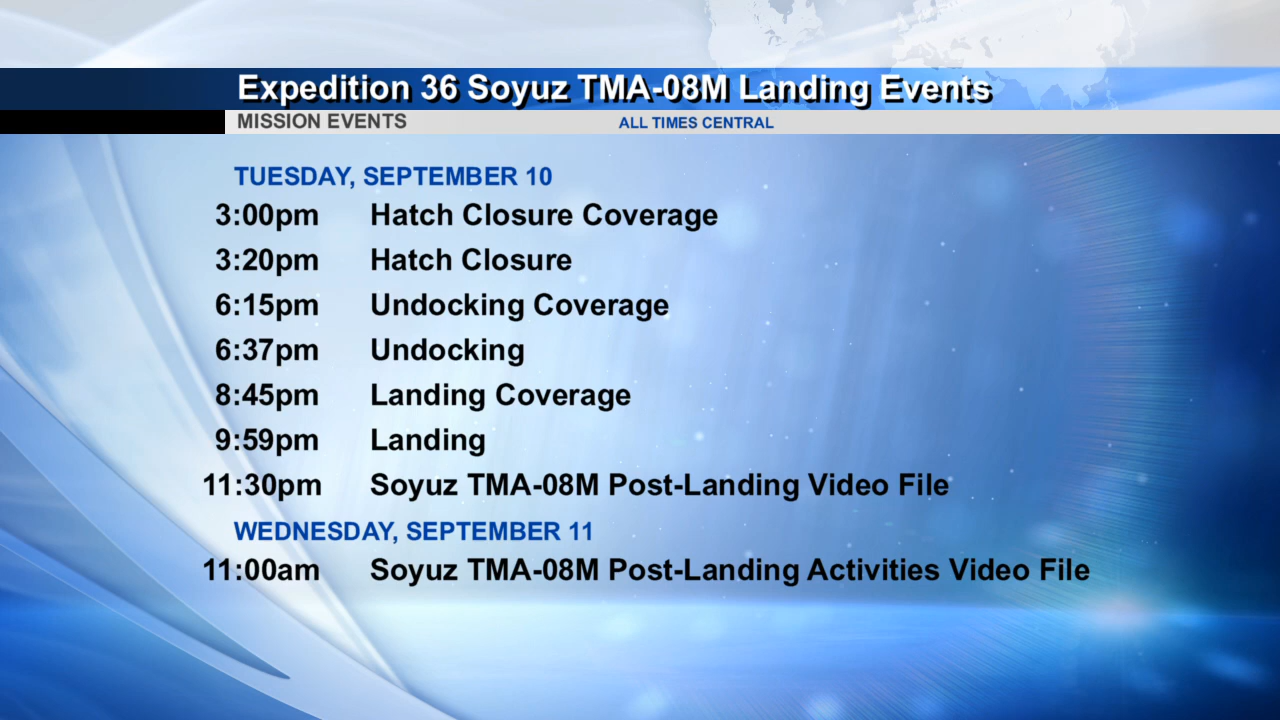 Expedition 36 Soyuz TMA-08M Landing Events
MISSION EVENTS ALL TIMES CENTRAL
TUESDAY, SEPTEMBER 10
3:00pm Hatch Closure Coverage
3:20pm Hatch Closure
6:15pm Undocking Coverage
6:37pm Undocking
8:45pm Landing Coverage
9:59pm Landing
11:30pm Soyuz TMA-08M Post-Landing Video File
WEDNESDAY, SEPTEMBER 11
11:00am Soyuz TMA-08M Post-Landing Activities Video File